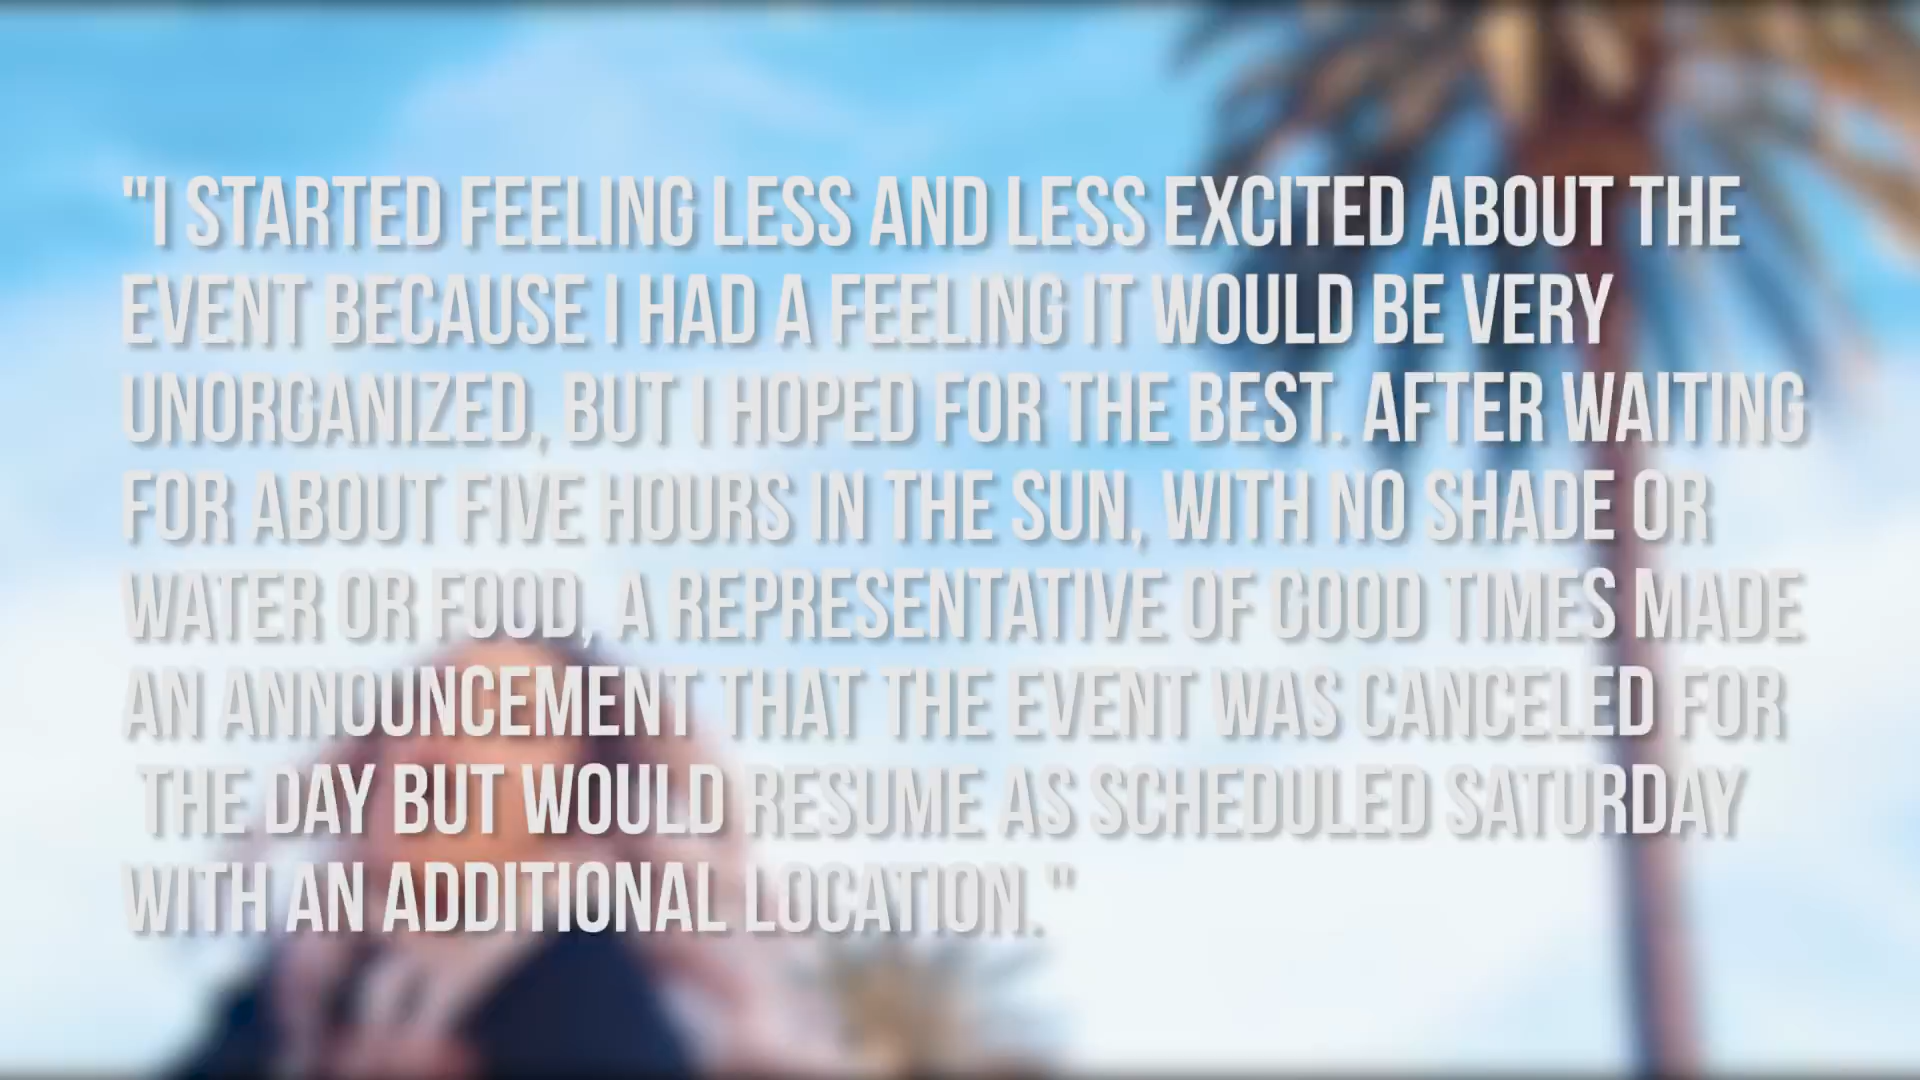 "I STARTED FEELING LESS AND LESS EXCITED ABOUT THE
EVENT BECAUSE I HAD A FEELING IT WOULD BE VERY
UNORGANIZED, BUT I HOPED FOR THE BEST. AFTER WAITING
FOR ABOUT FIVE HOURS IN THE SUN, WITH NO SHADE OR
WATER OR FOOD, A REPRESENTATIVE OF GOOD TIMES MADE
AN ANNOUNCEMENT THAT THE EVENT WAS CANCELED FOR
THE DAY BUT WOULD RESUME AS SCHEDULED SATURDAY
WITH AN ADDITIONAL LOCATION."